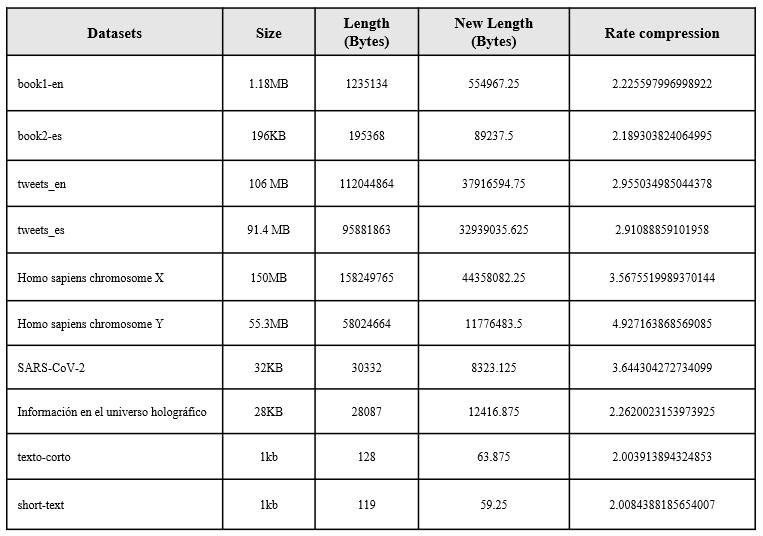 Datasets Size Length (Bytes) New Length (Bytes) Rate compression
book1-en 1.18MB 1235134 554967.25 2.225597996998922
book2-es 196KB 195368 89237.5 2.189303824064995
tweets_en 106 MB 112044864 37916594.75 2.955034985044378
tweets_es 91.4 MB 95881863 32939035.625 2.91088859101958
Homo sapiens chromosome X 150MB 158249765 44358082.25 3.5675519989370144
Homo sapiens chromosome Y 55.3MB 58024664 11776483.5 4.927163868569085
SARS-CoV-2 32KB 30332 8323.125 3.644304272734099
Información en el universo holográfico 28KB 28087 12416.875 2.2620023153973925
texto-corto 1kb 128 63.875 2.003913894324853
short-text 1kb 119 59.25 2.0084388185654007